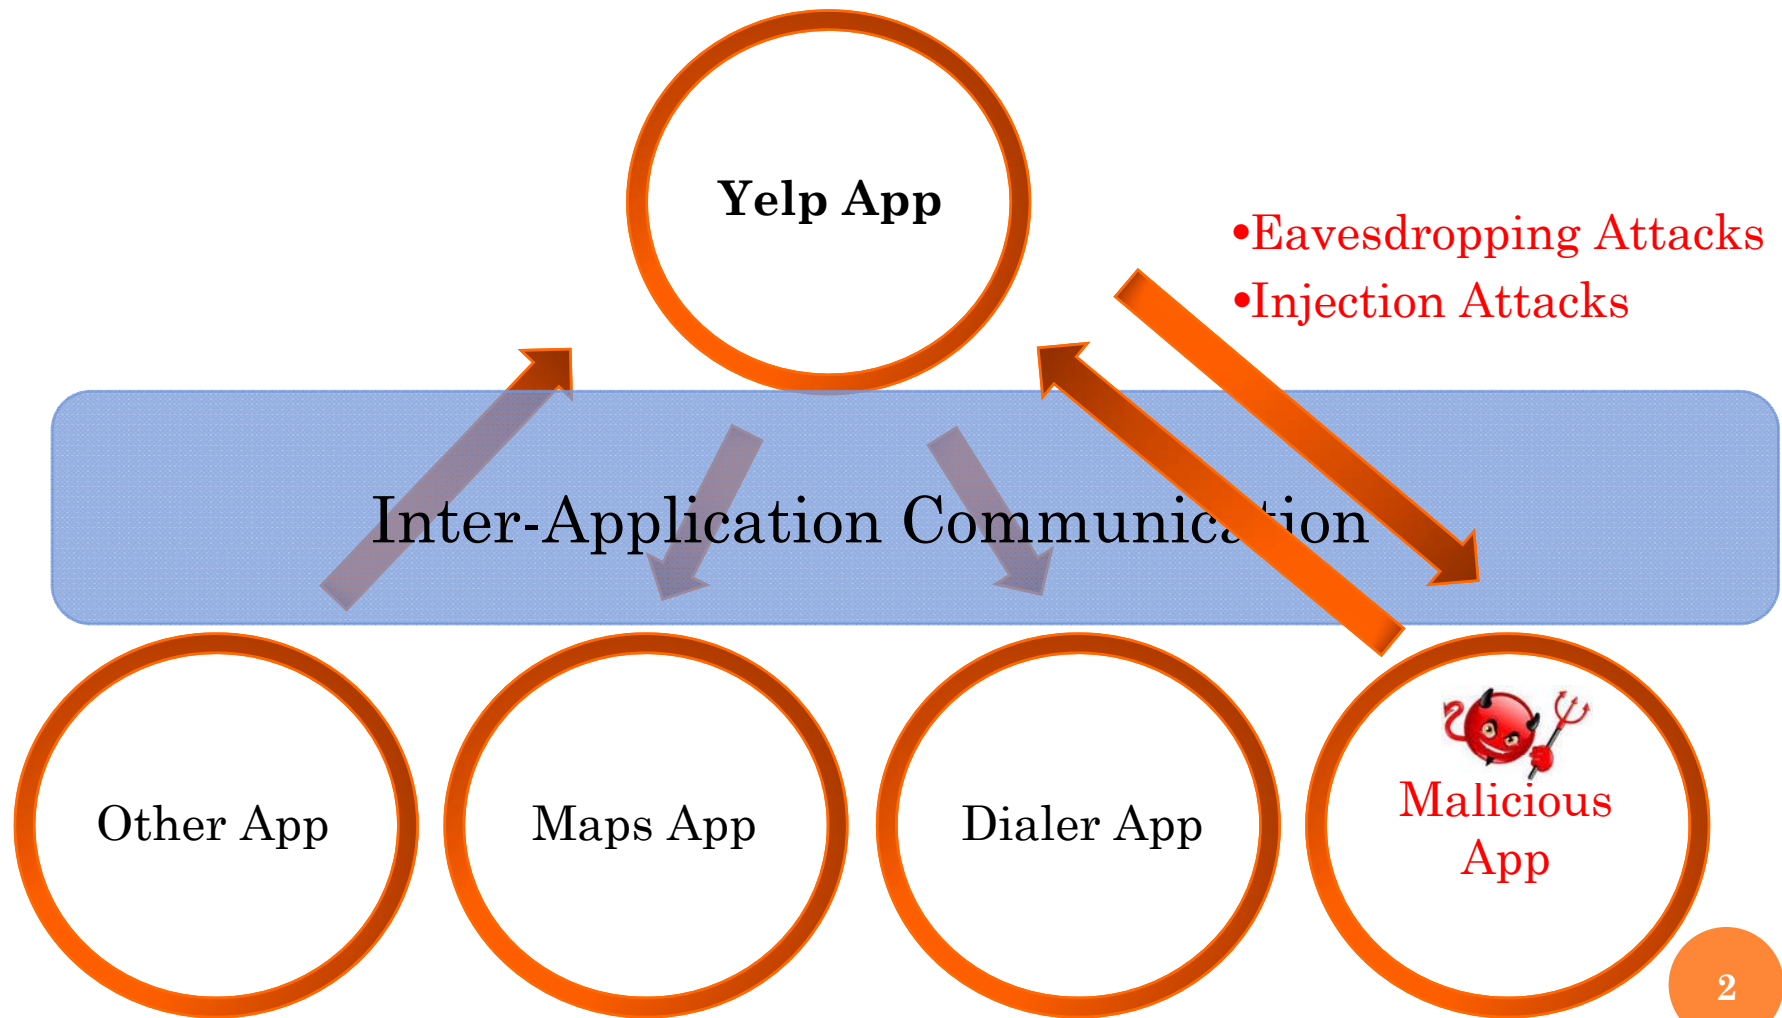 Yelp App
•Eavesdropping Attacks
•Injection Attacks
Inter-Application Communication
Other App
Maps App
Dialer App
Malicious
App
2